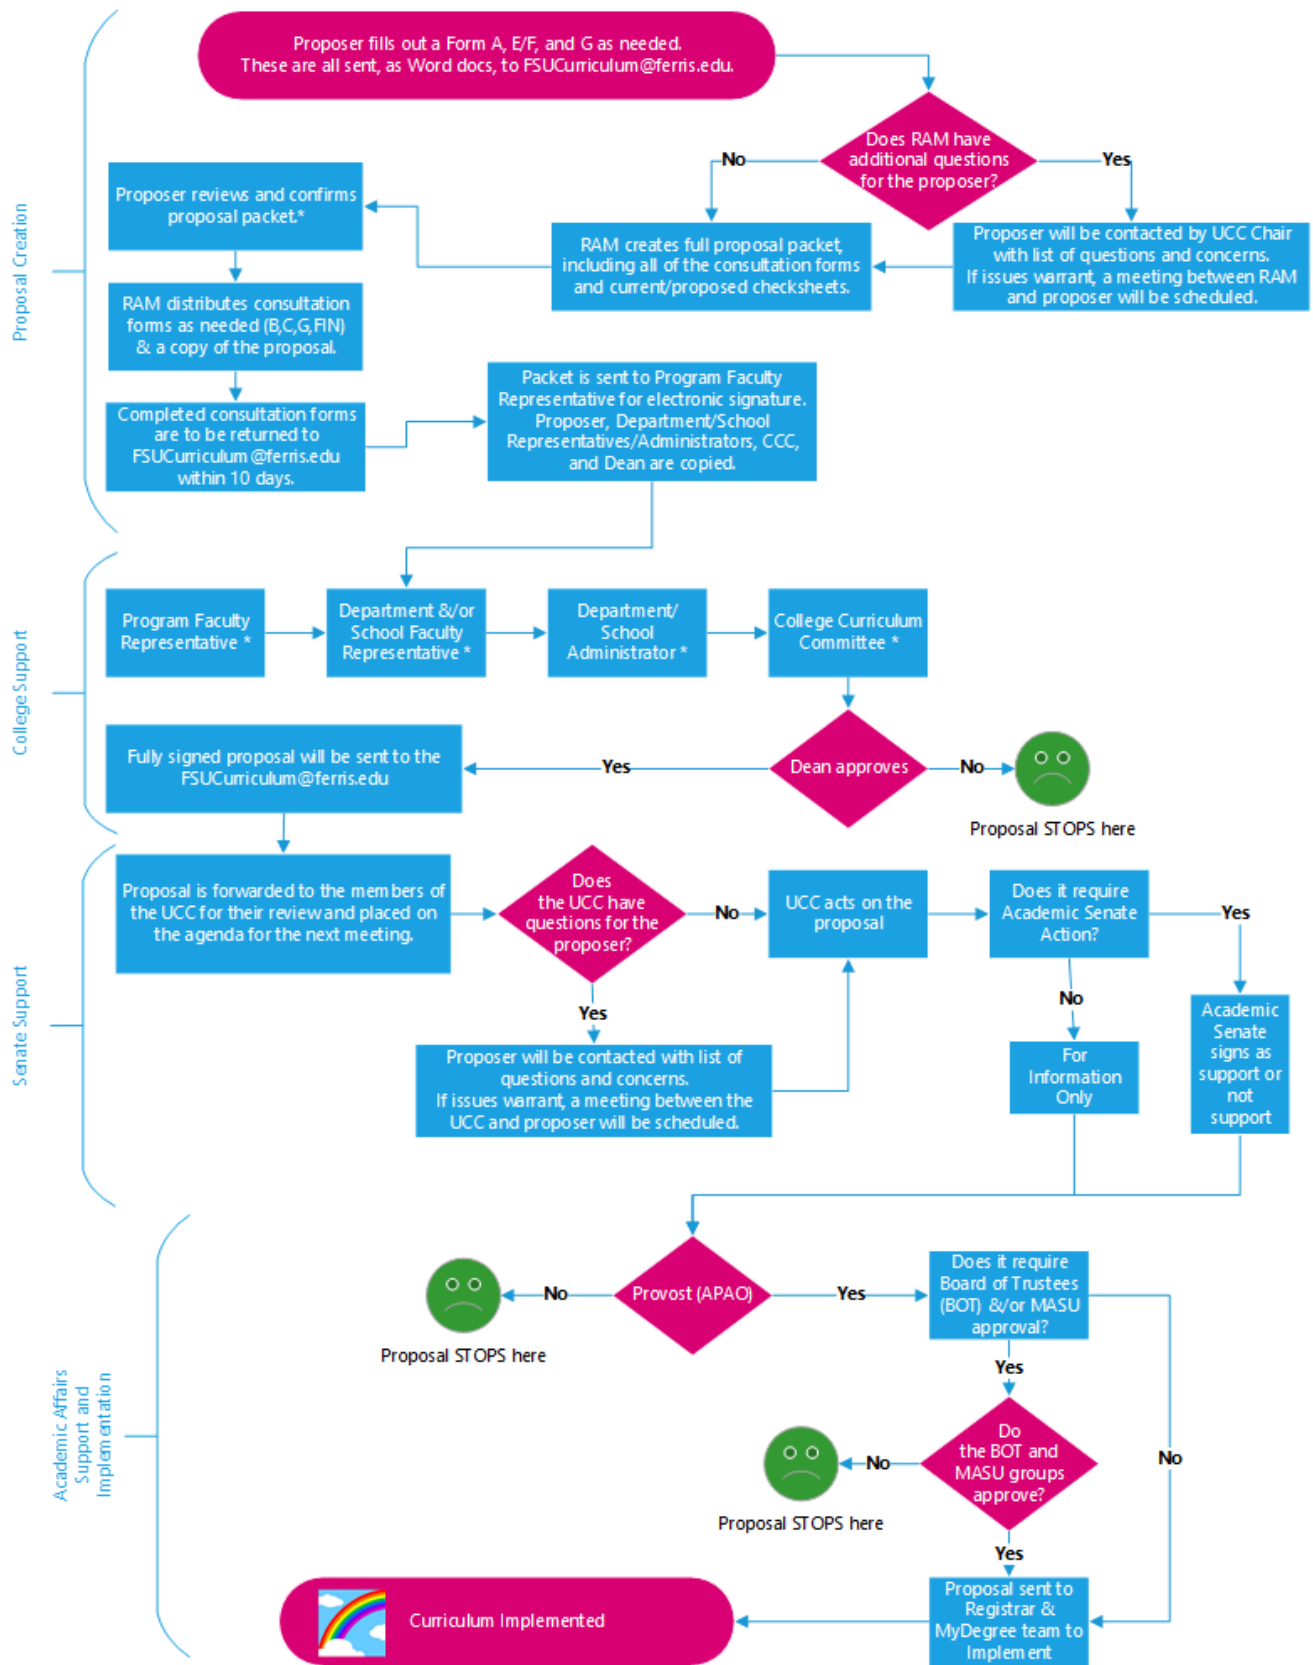 Proposer fills out a Form A, E/F, and G as needed.
These are all sent, as Word docs, to FSUCurriculum@ferris.edu.
Does RAM have
additional questions
for the proposer?
No
Yes
Proposal Creation
Proposer reviews and confirms
proposal packet.*
RAM creates full proposal packet,
including all of the consultation forms
and current/proposed checksheets.
Proposer will be contacted by UCC Chair
with list of questions and concerns.
If issues warrant, a meeting between RAM
and proposer will be scheduled.
RAM distributes consultation
forms as needed (B,C,G,FIN)
& a copy of the proposal.
Completed consultation forms
are to be returned to
FSUCurriculum@ferris.edu
within 10 days.
Packet is sent to Program Faculty
Representative for electronic signature.
Proposer, Department/School
Representatives/Administrators, CCC,
and Dean are copied.
College Support
Program Faculty
Representative *
Department &/or
School Faculty
Representative *
Department/
School
Administrator *
College Curriculum
Committee *
Dean approves
Yes
No
Proposal STOPS here
Fully signed proposal will be sent to the
FSUCurriculum@ferris.edu
Senate Support
Proposal is forwarded to the members of
the UCC for their review and placed on
the agenda for the next meeting.
Does
the UCC have
questions for the
proposer?
No
Yes
UCC acts on the
proposal
Does it require
Academic Senate
Action?
Yes
No
Proposer will be contacted with list of
questions and concerns.
If issues warrant, a meeting between the
UCC and proposer will be scheduled.
For
Information
Only
Academic
Senate
signs as
support or
not
support
Academic Affairs
Support and
Implementation
Provost (APAO)
No
Proposal STOPS here
Yes
Does it require
Board of Trustees
(BOT) &/or MASU
approval?
Yes
No
Do
the BOT and
MASU groups
approve?
No
Proposal STOPS here
Yes
Proposal sent to
Registrar &
MyDegree team to
Implement
Curriculum Implemented